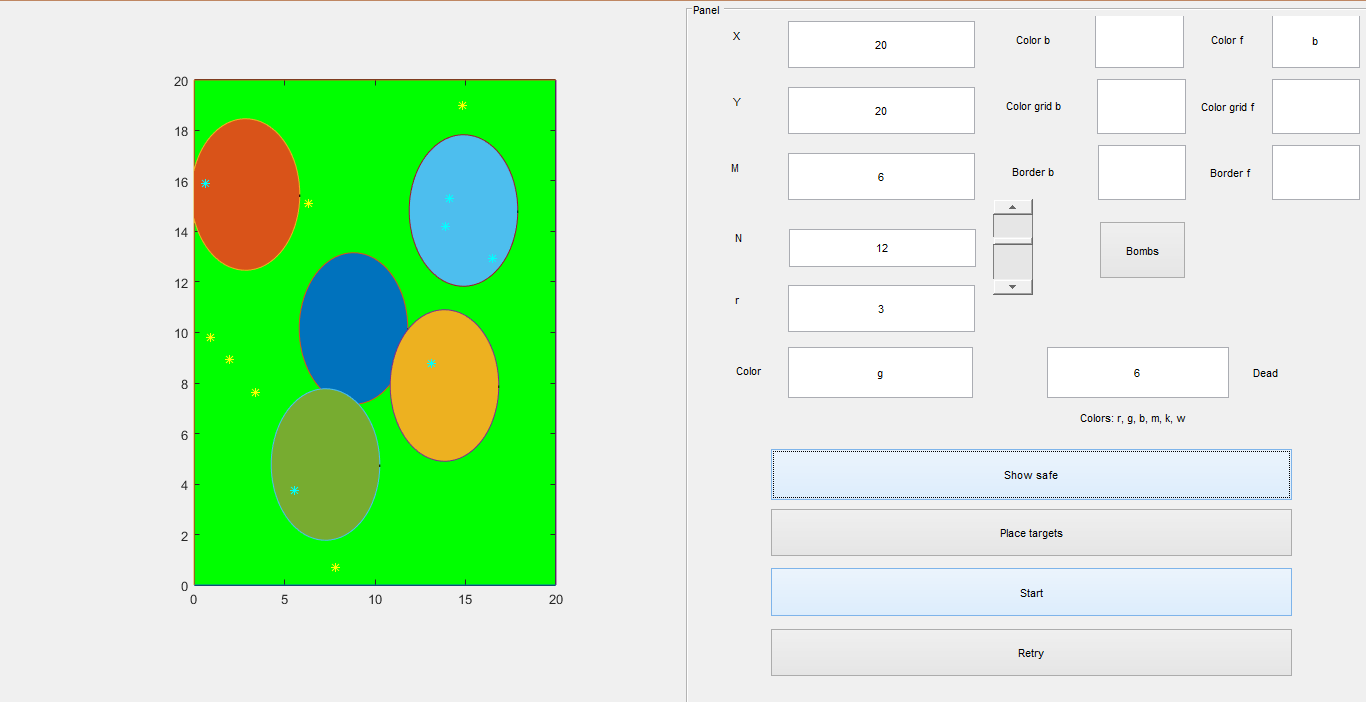 Panel
X 20 Color b Color f b
Y 20 Color grid b Color grid f
M 6 Border b Border f
N 12 Bombs
r 3
Color g 6 Dead
Colors: r, g, b, m, k, w
Show safe
Place targets
Start
Retry
20
18
16
14
12
10
8
6
4
2
0
0 5 10 15 20